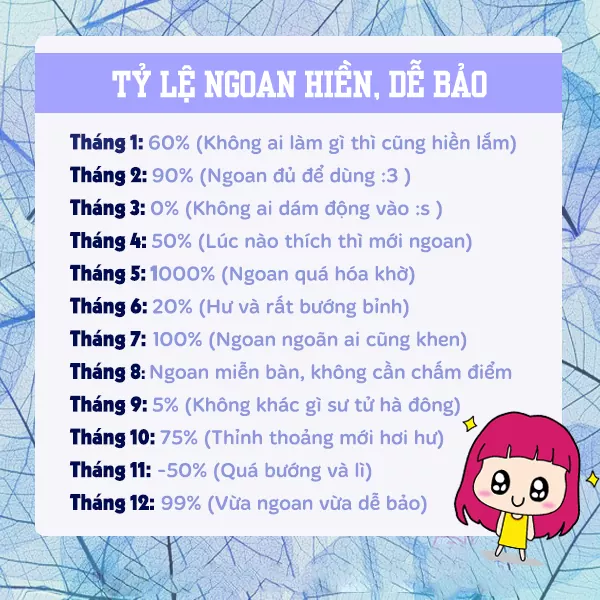 TỶ LỆ NGOAN HIỀN, DỄ BẢO
Tháng 1: 60% (Không ai làm gì thì cũng hiền lắm)
Tháng 2: 90% (Ngoan đủ để dùng :3 )
Tháng 3: 0% (Không ai dám động vào :s )
Tháng 4: 50% (Lúc nào thích thì mới ngoan)
Tháng 5: 1000% (Ngoan quá hóa khờ)
Tháng 6: 20% (Hư và rất bướng bỉnh)
Tháng 7: 100% (Ngoan ngoãn ai cũng khen)
Tháng 8: Ngoan miễn bàn, không cần chấm điểm
Tháng 9: 5% (Không khác gì sư tử hà đông)
Tháng 10: 75% (Thỉnh thoảng mới hơi hư)
Tháng 11: -50% (Quá bướng và lì)
Tháng 12: 99% (Vừa ngoan vừa dễ bảo)